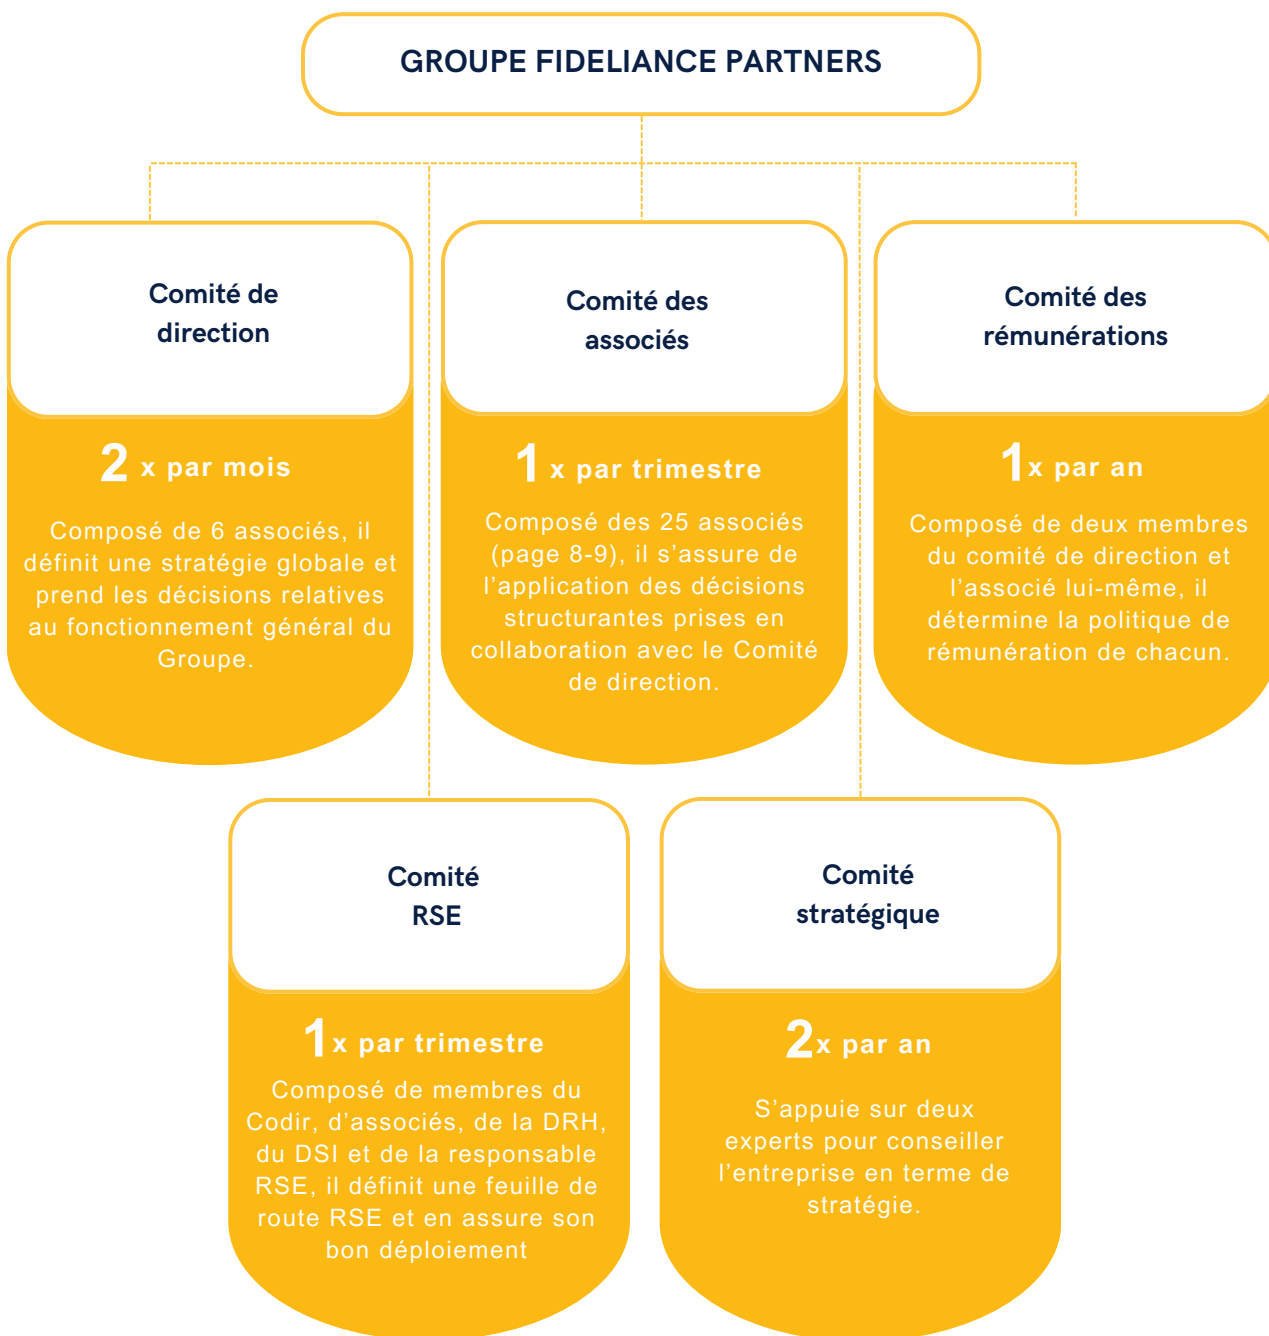 GROUPE FIDELIANCE PARTNERS
Comité de
direction
2 x par mois
Composé de 6 associés, il
définit une stratégie globale et
prend les décisions relatives
au fonctionnement général du
Groupe.
Comité des
associés
1 x par trimestre
Composé des 25 associés
(page 8-9), il s’assure de
l’application des décisions
structurantes prises en
collaboration avec le Comité
de direction.
Comité des
rémunérations
1x par an
Composé de deux membres
du comité de direction et
l’associé lui-même, il
détermine la politique de
rémunération de chacun.
Comité
RSE
1x par trimestre
Composé de membres du
Codir, d’associés, de la DRH,
du DSI et de la responsable
RSE, il définit une feuille de
route RSE et en assure son
bon déploiement
Comité
stratégique
2x par an
S’appuie sur deux
experts pour conseiller
l’entreprise en terme de
stratégie.